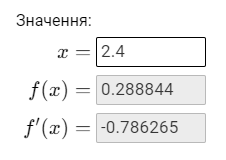 Значення:
x = 2.4
f(x) = 0.288844
f′(x) = -0.786265